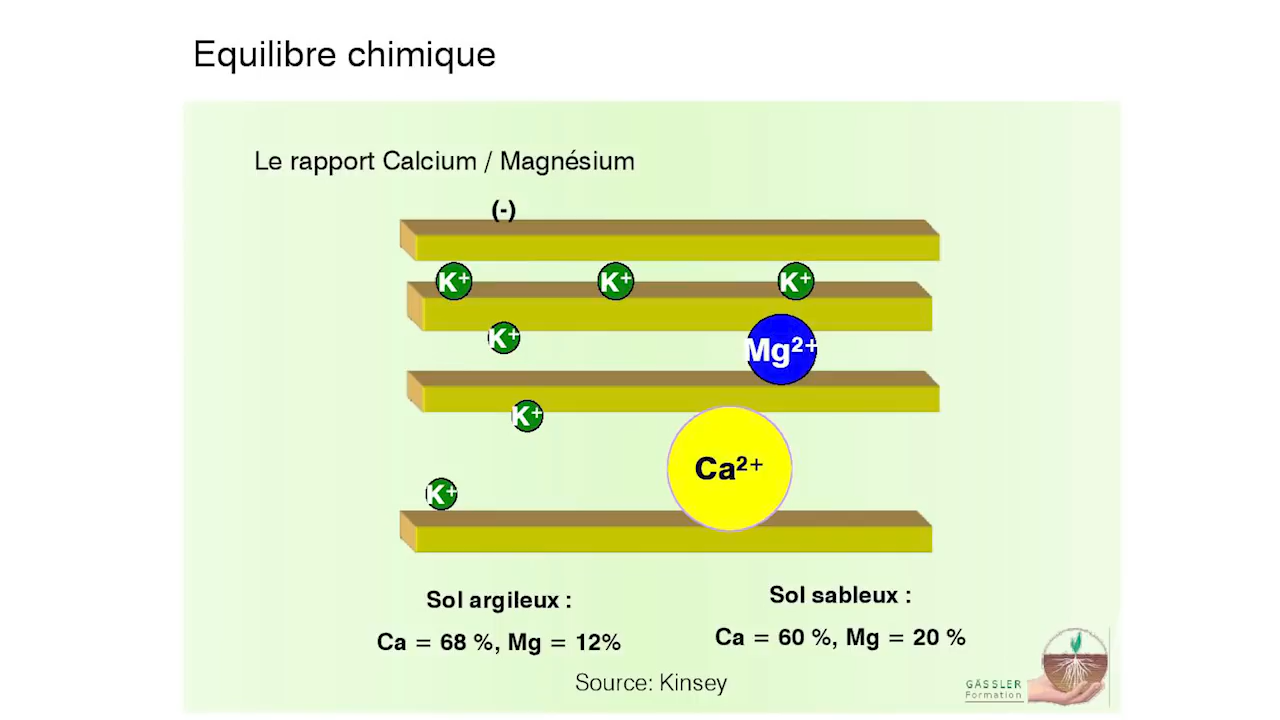 Equilibre chimique
Le rapport Calcium / Magnésium
(-)
K+ K+ K+
K+ Mg2+
K+
Ca2+
K+
Sol argileux :
Ca = 68 %, Mg = 12%
Sol sableux :
Ca = 60 %, Mg = 20 %
Source: Kinsey
GÄSSLER
Formation